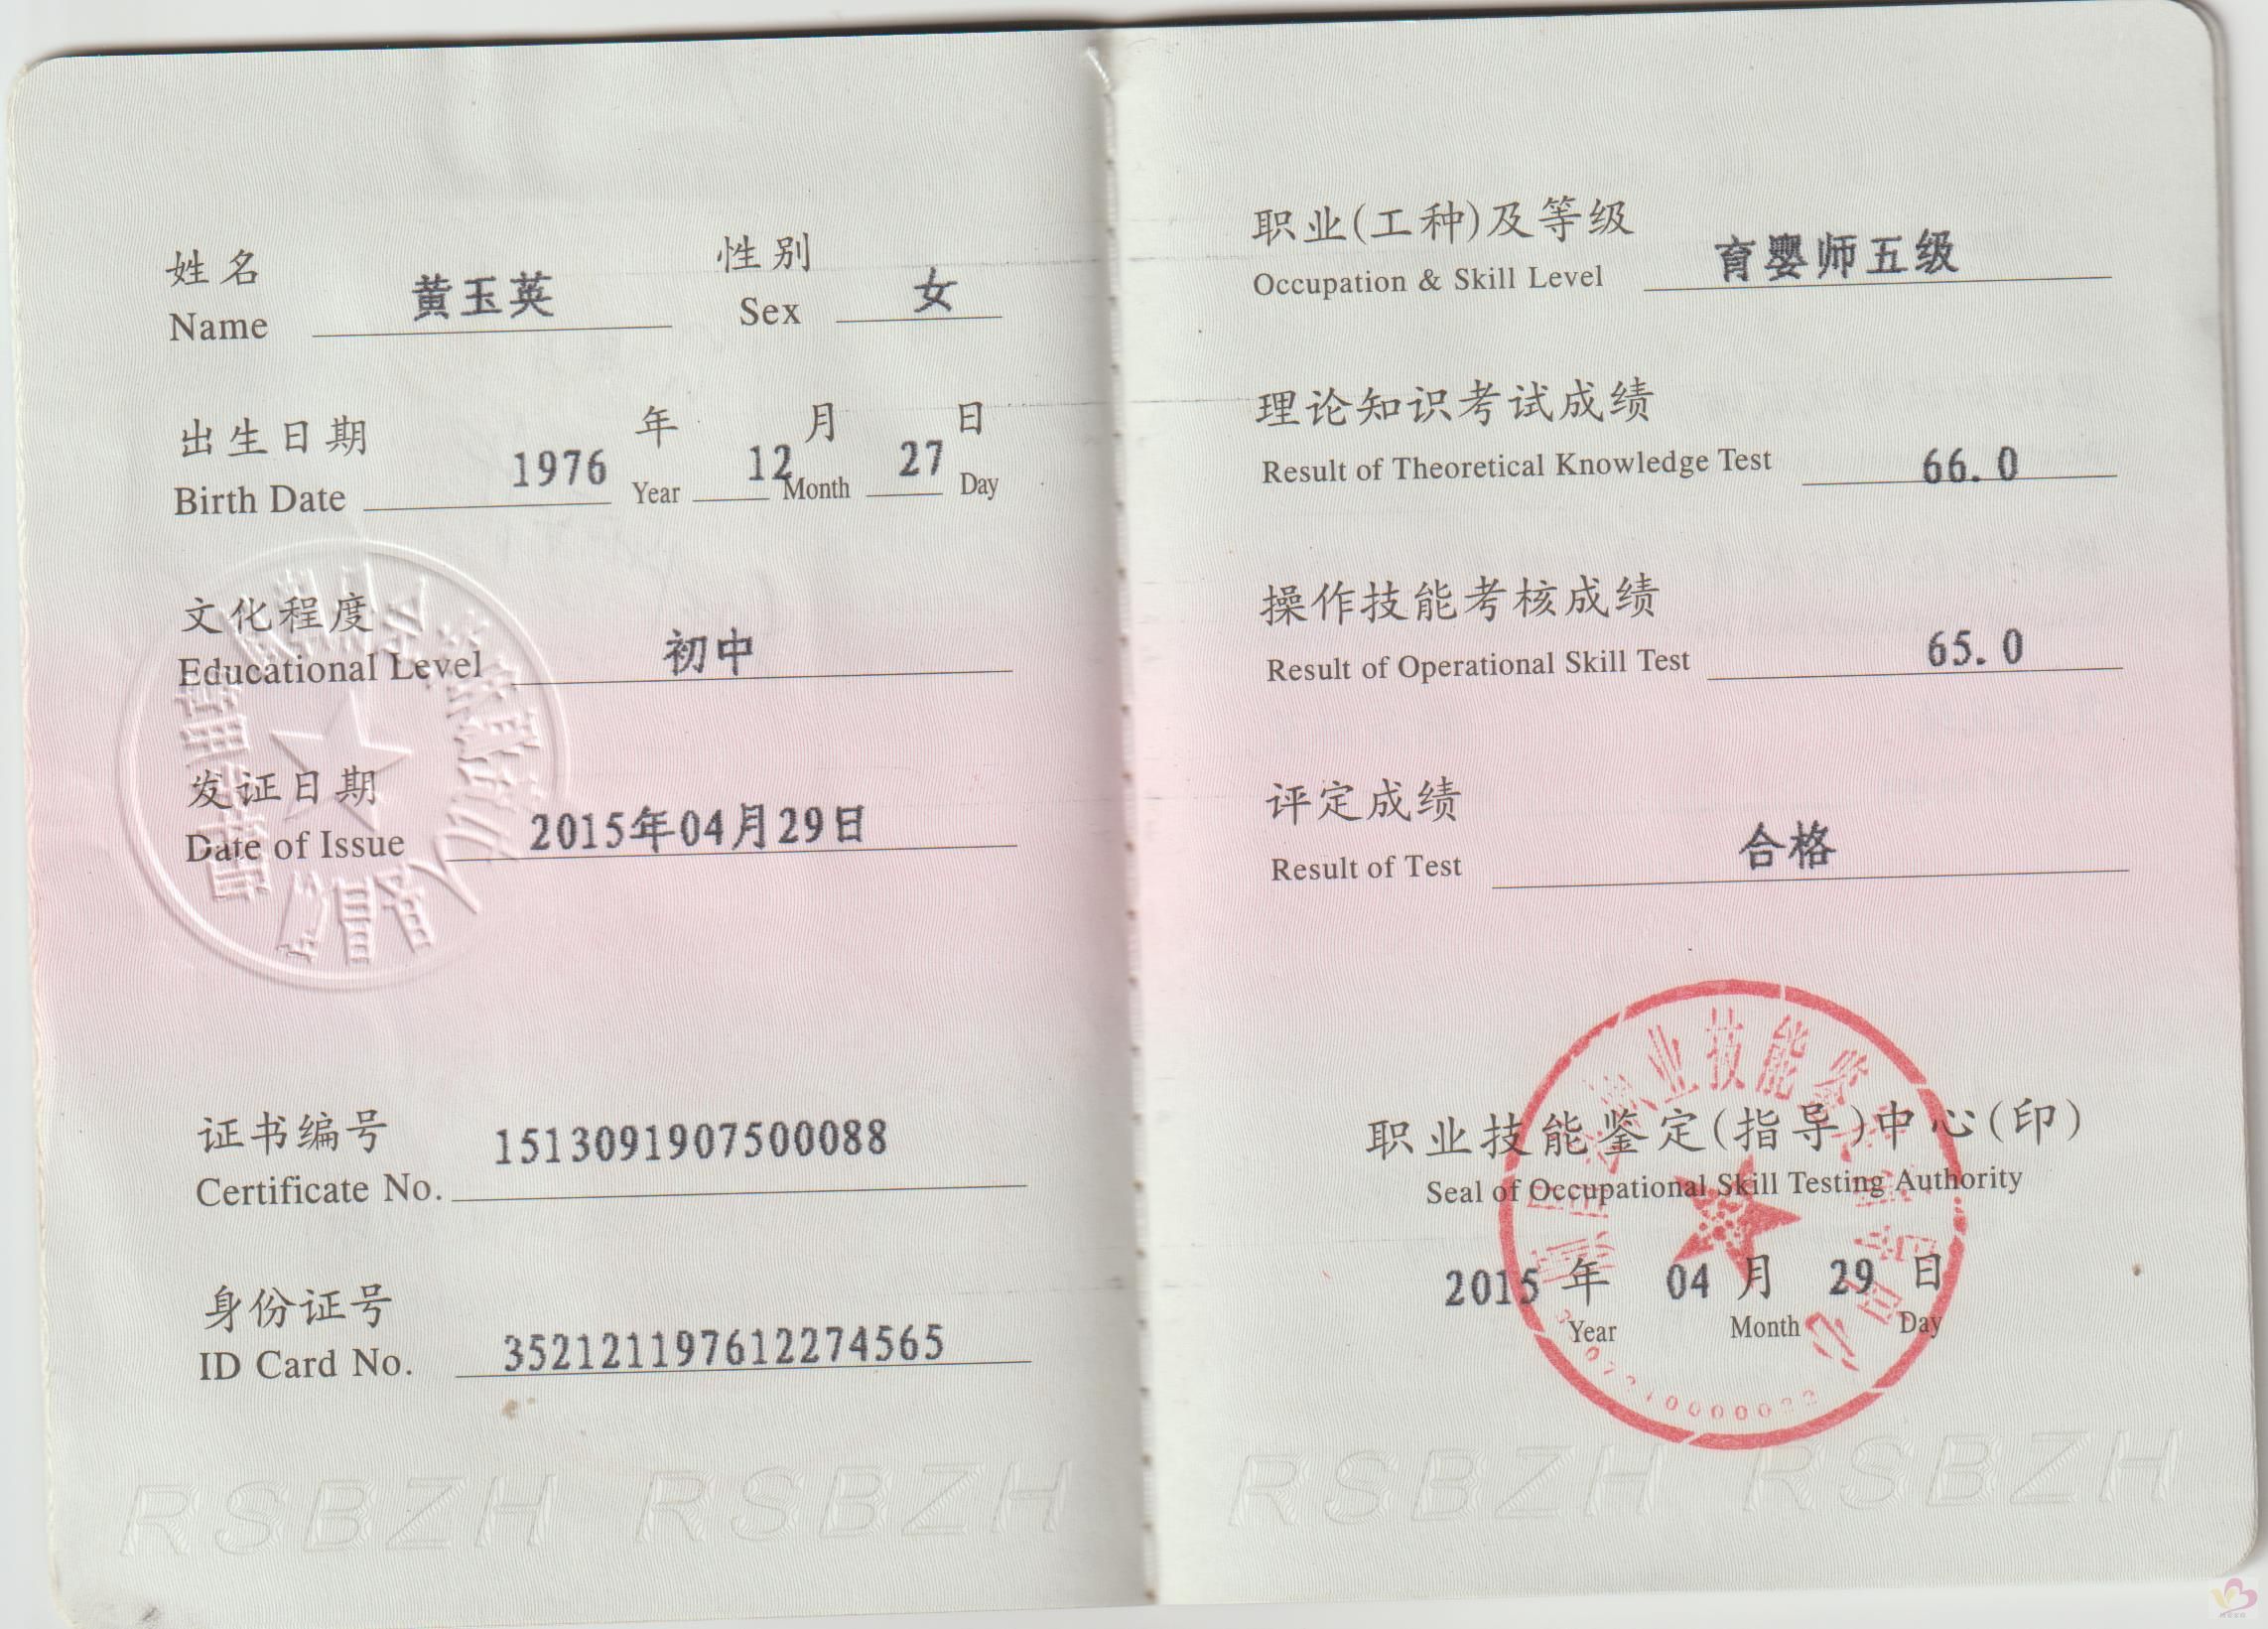 姓名 黄玉英 性别 女
Name Sex
出生日期 1976 年 12 月 27 日
Birth Date Year Month Day
文化程度 初中
Educational Level
发证日期 2015年04月29日
Date of Issue
证书编号 1513091907500088
Certificate No.
身份证号 352121197612274565
ID Card No.
RSBZH RSBZH
职业(工种)及等级 育婴师五级
Occupation & Skill Level
理论知识考试成绩 66.0
Result of Theoretical Knowledge Test
操作技能考核成绩 65.0
Result of Operational Skill Test
评定成绩 合格
Result of Test
职业技能鉴定(指导)中心(印)
Seal of Occupational Skill Testing Authority
2015 年 04 月 29 日
Year Month Day
RSBZH RSBZH